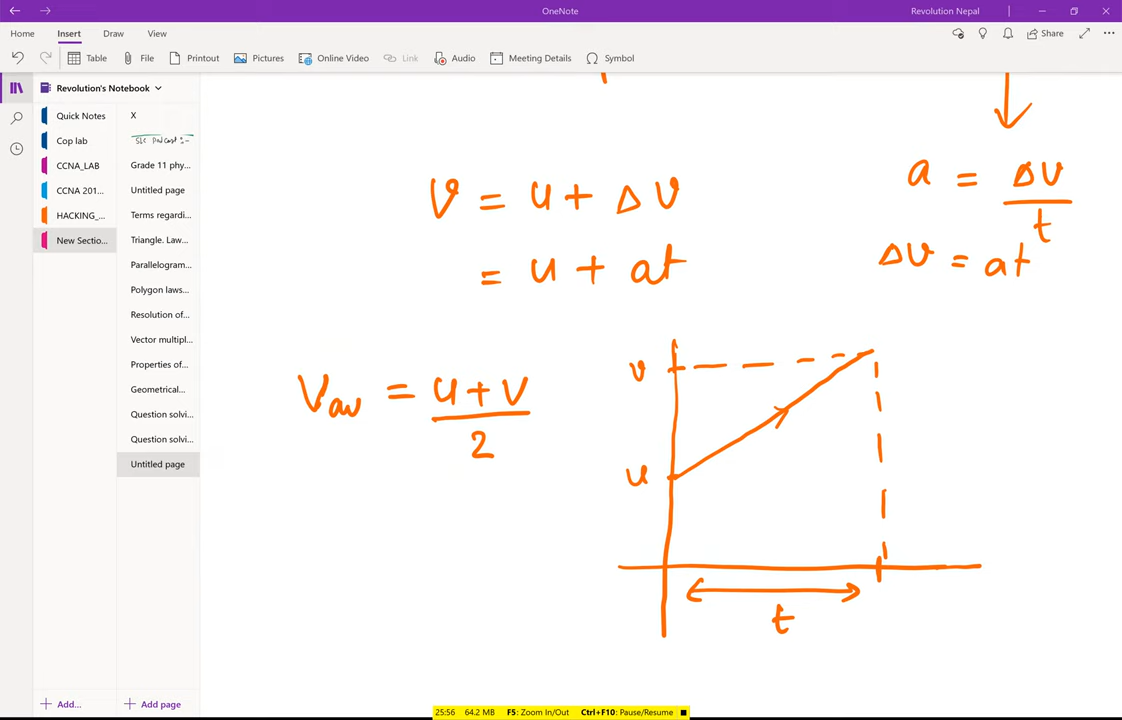 OneNote
Revolution Nepal
Home Insert Draw View
Share
Table File Printout Pictures Online Video Link Audio Meeting Details Symbol
Revolution's Notebook
Quick Notes
Cop lab
CCNA_LAB
CCNA 201...
HACKING_...
New Sectio...
X
Grade 11 phy...
Untitled page
Terms regardi...
Triangle. Law...
Parallelogram...
Polygon laws...
Resolution of...
Vector multipl...
Properties of...
Geometrical...
Question solvi...
Question solvi...
Untitled page
V = u + Δv
= u + at
a = Δv/t
Δv = at
Vav = u+v/2
v
u
t
+ Add...
+ Add page
25:56 64.2 MB F5: Zoom In/Out Ctrl+F10: Pause/Resume